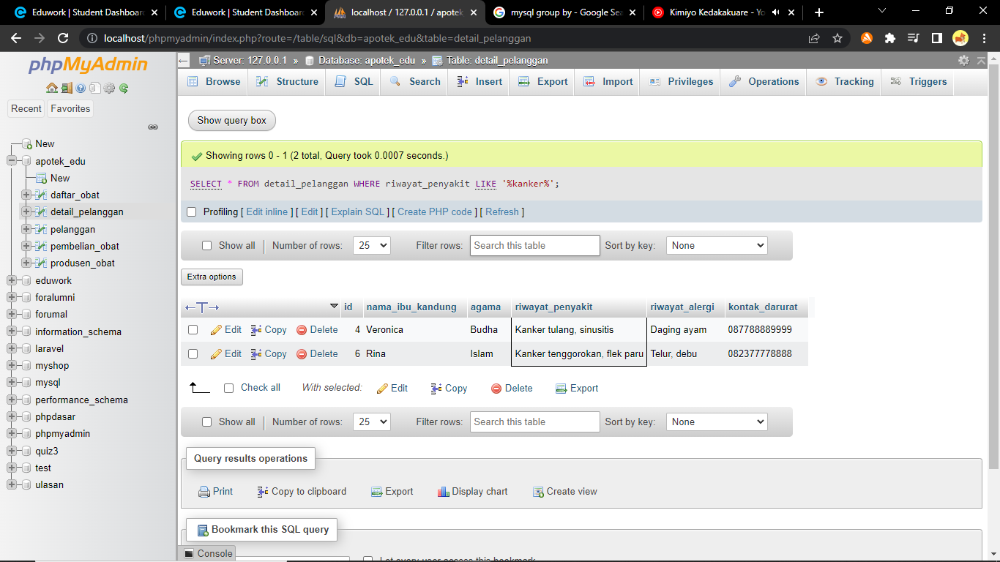 Eduwork | Student Dashboard
Eduwork | Student Dashboard
localhost / 127.0.0.1 / apotek
mysql group by - Google Sea
Kimiyo Kedakakuare - Yo
localhost/phpmyadmin/index.php?route=/table/sql&db=apotek_edu&table=detail_pelanggan
phpMyAdmin
Recent Favorites
New
apotek_edu
New
daftar_obat
detail_pelanggan
pelanggan
pembelian_obat
produsen_obat
eduwork
foralumni
forumal
information_schema
laravel
myshop
mysql
performance_schema
phpdasar
phpmyadmin
quiz3
test
ulasan
Server: 127.0.0.1 » Database: apotek_edu » Table: detail_pelanggan
Browse Structure SQL Search Insert Export Import Privileges Operations Tracking Triggers
Show query box
Showing rows 0 - 1 (2 total, Query took 0.0007 seconds.)
SELECT * FROM detail_pelanggan WHERE riwayat_penyakit LIKE '%kanker%';
Profiling [ Edit inline ] [ Edit ] [ Explain SQL ] [ Create PHP code ] [ Refresh ]
Show all | Number of rows: 25 Filter rows: Search this table Sort by key: None
Extra options
←T→ id nama_ibu_kandung agama riwayat_penyakit riwayat_alergi kontak_darurat
Edit Copy Delete 4 Veronica Budha Kanker tulang, sinusitis Daging ayam 087788889999
Edit Copy Delete 6 Rina Islam Kanker tenggorokan, flek paru Telur, debu 082377778888
Check all With selected: Edit Copy Delete Export
Show all | Number of rows: 25 Filter rows: Search this table Sort by key: None
Query results operations
Print Copy to clipboard Export Display chart Create view
Bookmark this SQL query
Console
Let every user access this bookmark